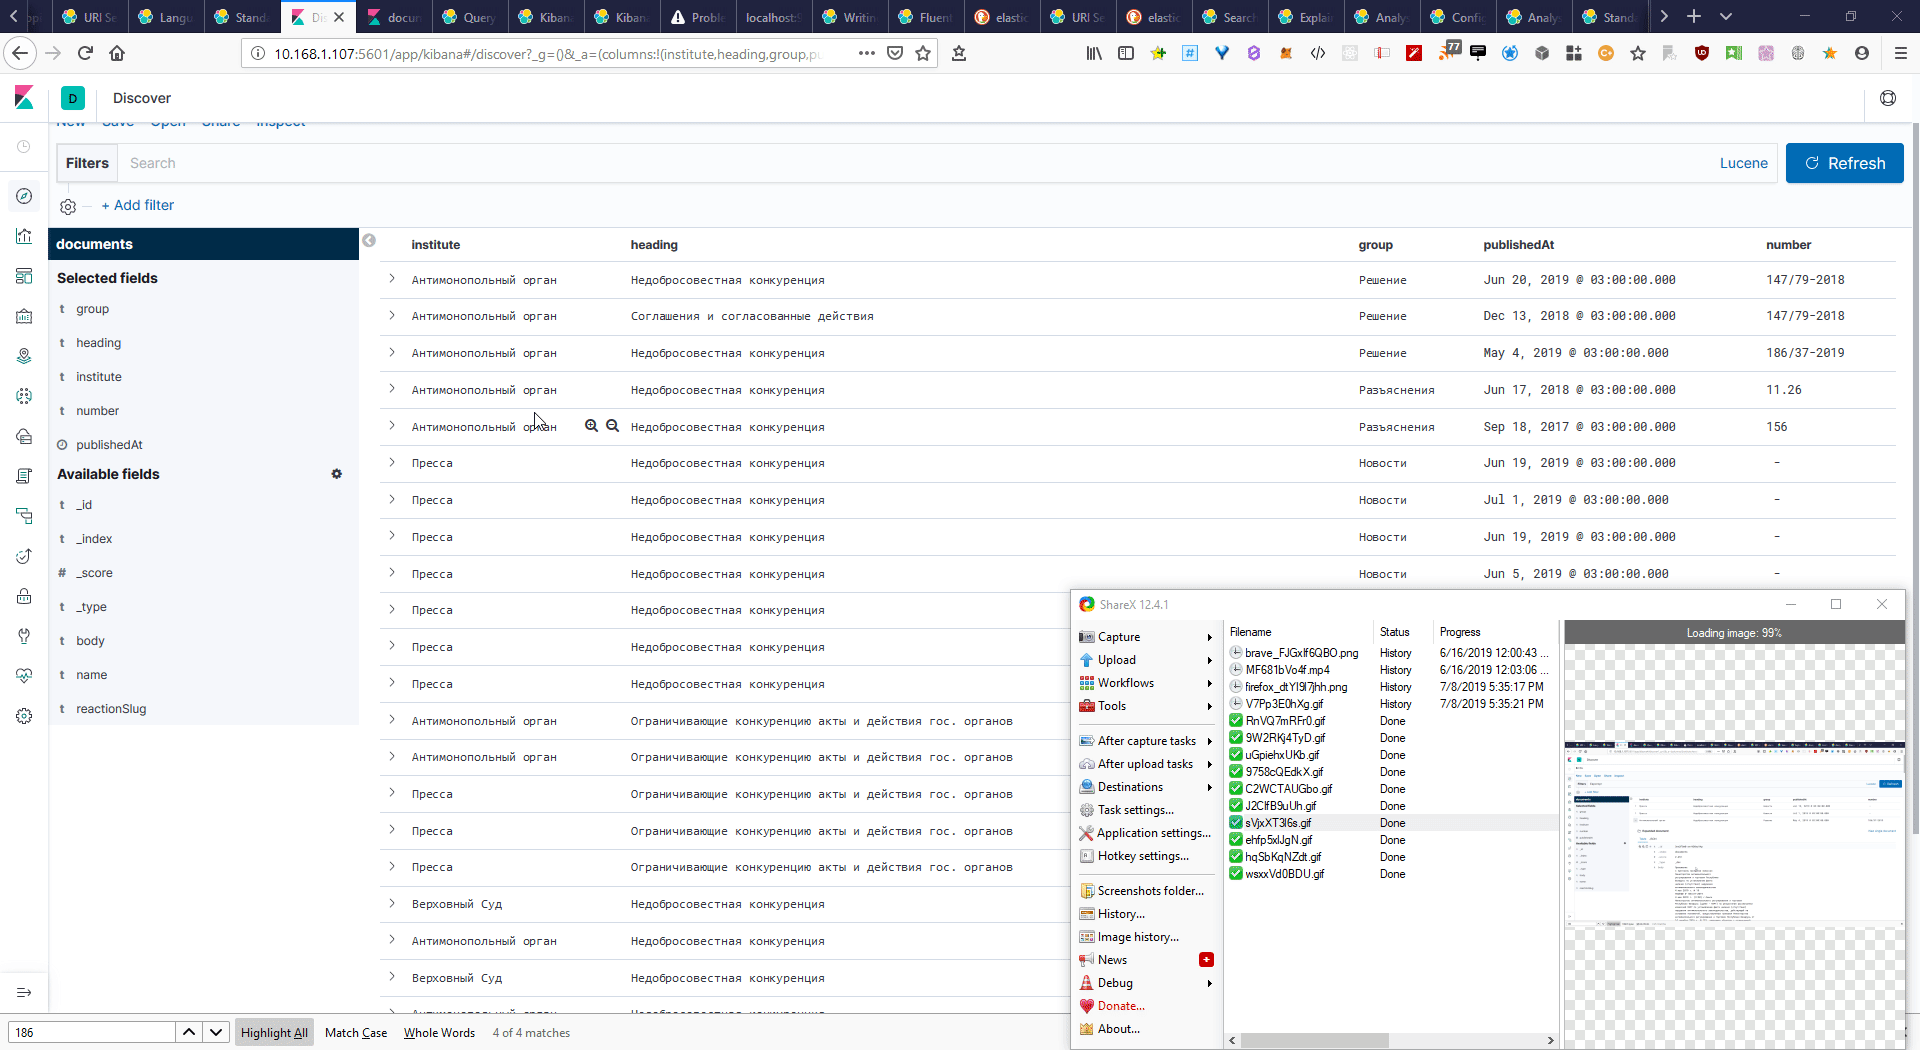 URI Se
Langu
Standa
Dis
docun
Query
Kiban
Kiban
Proble
localhost:
Writin
Fluent
elastic
URI Se
elastic
Search
Explai
Analys
Config
Analys
Standa
10.168.1.107:5601/app/kibana#/discover?_g=()&_a=(columns:!(institute,heading,group,pu
77
D
Discover
New Save Open Share Inspect
Filters
Search
Lucene
Refresh
+ Add filter
documents
Selected fields
t group
t heading
t institute
t number
publishedAt
Available fields
t _id
t _index
# _score
t _type
t body
t name
t reactionSlug
institute heading group publishedAt number
Антимонопольный орган Недобросовестная конкуренция Решение Jun 20, 2019 @ 03:00:00.000 147/79-2018
Антимонопольный орган Соглашения и согласованные действия Решение Dec 13, 2018 @ 03:00:00.000 147/79-2018
Антимонопольный орган Недобросовестная конкуренция Решение May 4, 2019 @ 03:00:00.000 186/37-2019
Антимонопольный орган Недобросовестная конкуренция Разъяснения Jun 17, 2018 @ 03:00:00.000 11.26
Антимонопольный орган Недобросовестная конкуренция Разъяснения Sep 18, 2017 @ 03:00:00.000 156
Пресса Недобросовестная конкуренция Новости Jun 19, 2019 @ 03:00:00.000 -
Пресса Недобросовестная конкуренция Новости Jul 1, 2019 @ 03:00:00.000 -
Пресса Недобросовестная конкуренция Новости Jun 19, 2019 @ 03:00:00.000 -
Пресса Недобросовестная конкуренция Новости Jun 5, 2019 @ 03:00:00.000 -
Пресса Недобросовестная конкуренция
Пресса Недобросовестная конкуренция
Пресса Недобросовестная конкуренция
Антимонопольный орган Ограничивающие конкуренцию акты и действия гос. органов
Антимонопольный орган Ограничивающие конкуренцию акты и действия гос. органов
Пресса Ограничивающие конкуренцию акты и действия гос. органов
Пресса Ограничивающие конкуренцию акты и действия гос. органов
Пресса Ограничивающие конкуренцию акты и действия гос. органов
Верховный Суд Недобросовестная конкуренция
Антимонопольный орган Недобросовестная конкуренция
Верховный Суд Недобросовестная конкуренция
ShareX 12.4.1
Capture
Upload
Workflows
Tools
After capture tasks
After upload tasks
Destinations
Task settings...
Application settings...
Hotkey settings...
Screenshots folder...
History...
Image history...
News
Debug
Donate...
About...
Filename Status Progress
brave_FJGxIf6QBO.png History 6/16/2019 12:00:43 ...
MF681bVo4f.mp4 History 6/16/2019 12:03:06 ...
firefox_dtYI9I7jhh.png History 7/8/2019 5:35:17 PM
V7Pp3E0hXg.gif History 7/8/2019 5:35:21 PM
RnVQ7mRFr0.gif Done
9W2RKj4TyD.gif Done
uGpiehxUKb.gif Done
9758cQEdkX.gif Done
C2WCTAUGbo.gif Done
J2ClfB9uUh.gif Done
sVjxXT3I6s.gif Done
ehfp5xlJgN.gif Done
hqSbKqNZdt.gif Done
wsxxVd0BDU.gif Done
Loading image: 99%
186
Highlight All
Match Case
Whole Words
4 of 4 matches